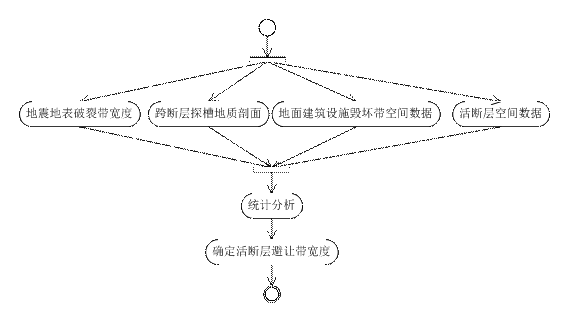 地震地表破裂带宽度
跨断层探槽地质剖面
地面建筑设施毁坏带空间数据
活断层空间数据
统计分析
确定活断层避让带宽度